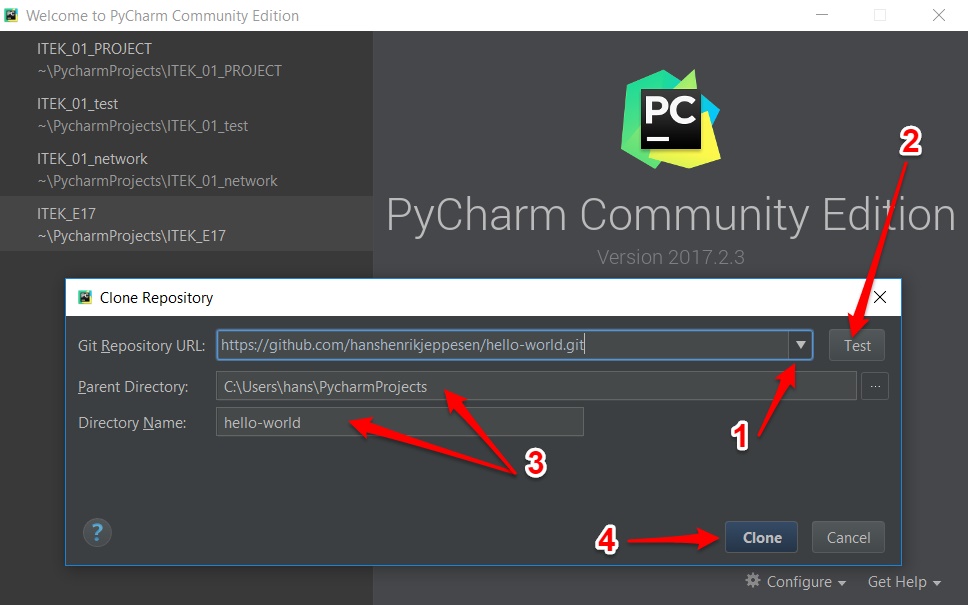 Welcome to PyCharm Community Edition
ITEK_01_PROJECT
~\PycharmProjects\ITEK_01_PROJECT
ITEK_01_test
~\PycharmProjects\ITEK_01_test
ITEK_01_network
~\PycharmProjects\ITEK_01_network
ITEK_E17
~\PycharmProjects\ITEK_E17
PC
2
PyCharm Community Edition
Version 2017.2.3
Clone Repository
Git Repository URL: https://github.com/hanshenrikjeppesen/hello-world.git Test
Parent Directory: C:\Users\hans\PycharmProjects ...
Directory Name: hello-world
1
3
4
? Clone Cancel
Configure Get Help